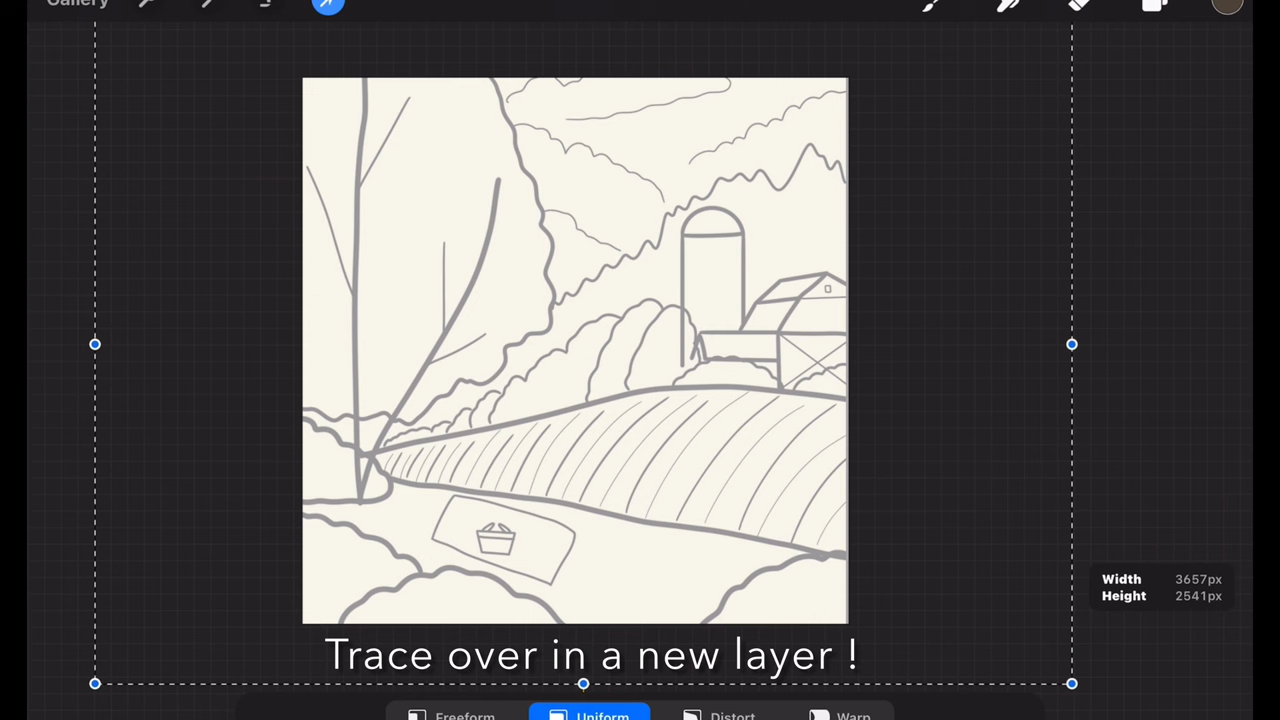 Gallery
Width 3657px
Height 2541px
Trace over in a new layer !
Freeform Uniform Distort Warp